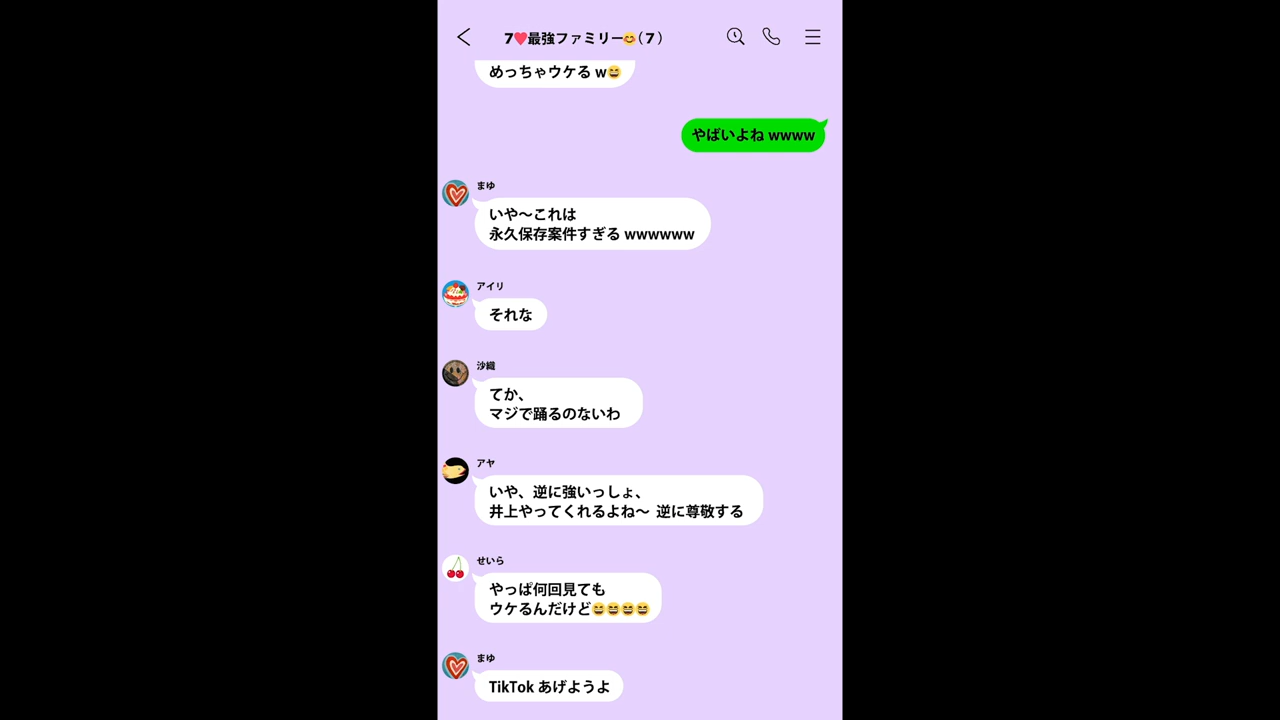 7❤️最強ファミリー😊(7)
めっちゃウケる w😆
やばいよね wwww
まゆ
いや〜これは
永久保存案件すぎる wwwwww
アイリ
それな
沙織
てか、
マジで踊るのないわ
アヤ
いや、逆に強いっしょ、
井上やってくれるよね〜 逆に尊敬する
せいら
やっぱ何回見ても
ウケるんだけど😆😆😆😆
まゆ
TikTok あげようよ